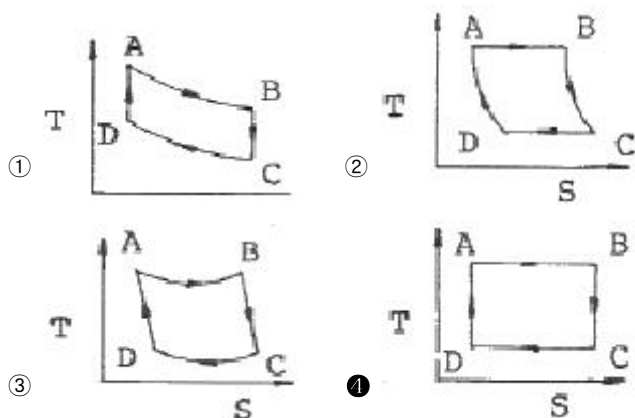 ① T A B C D
② T A B C D S
③ T A B C D S
❹ T A B C D S